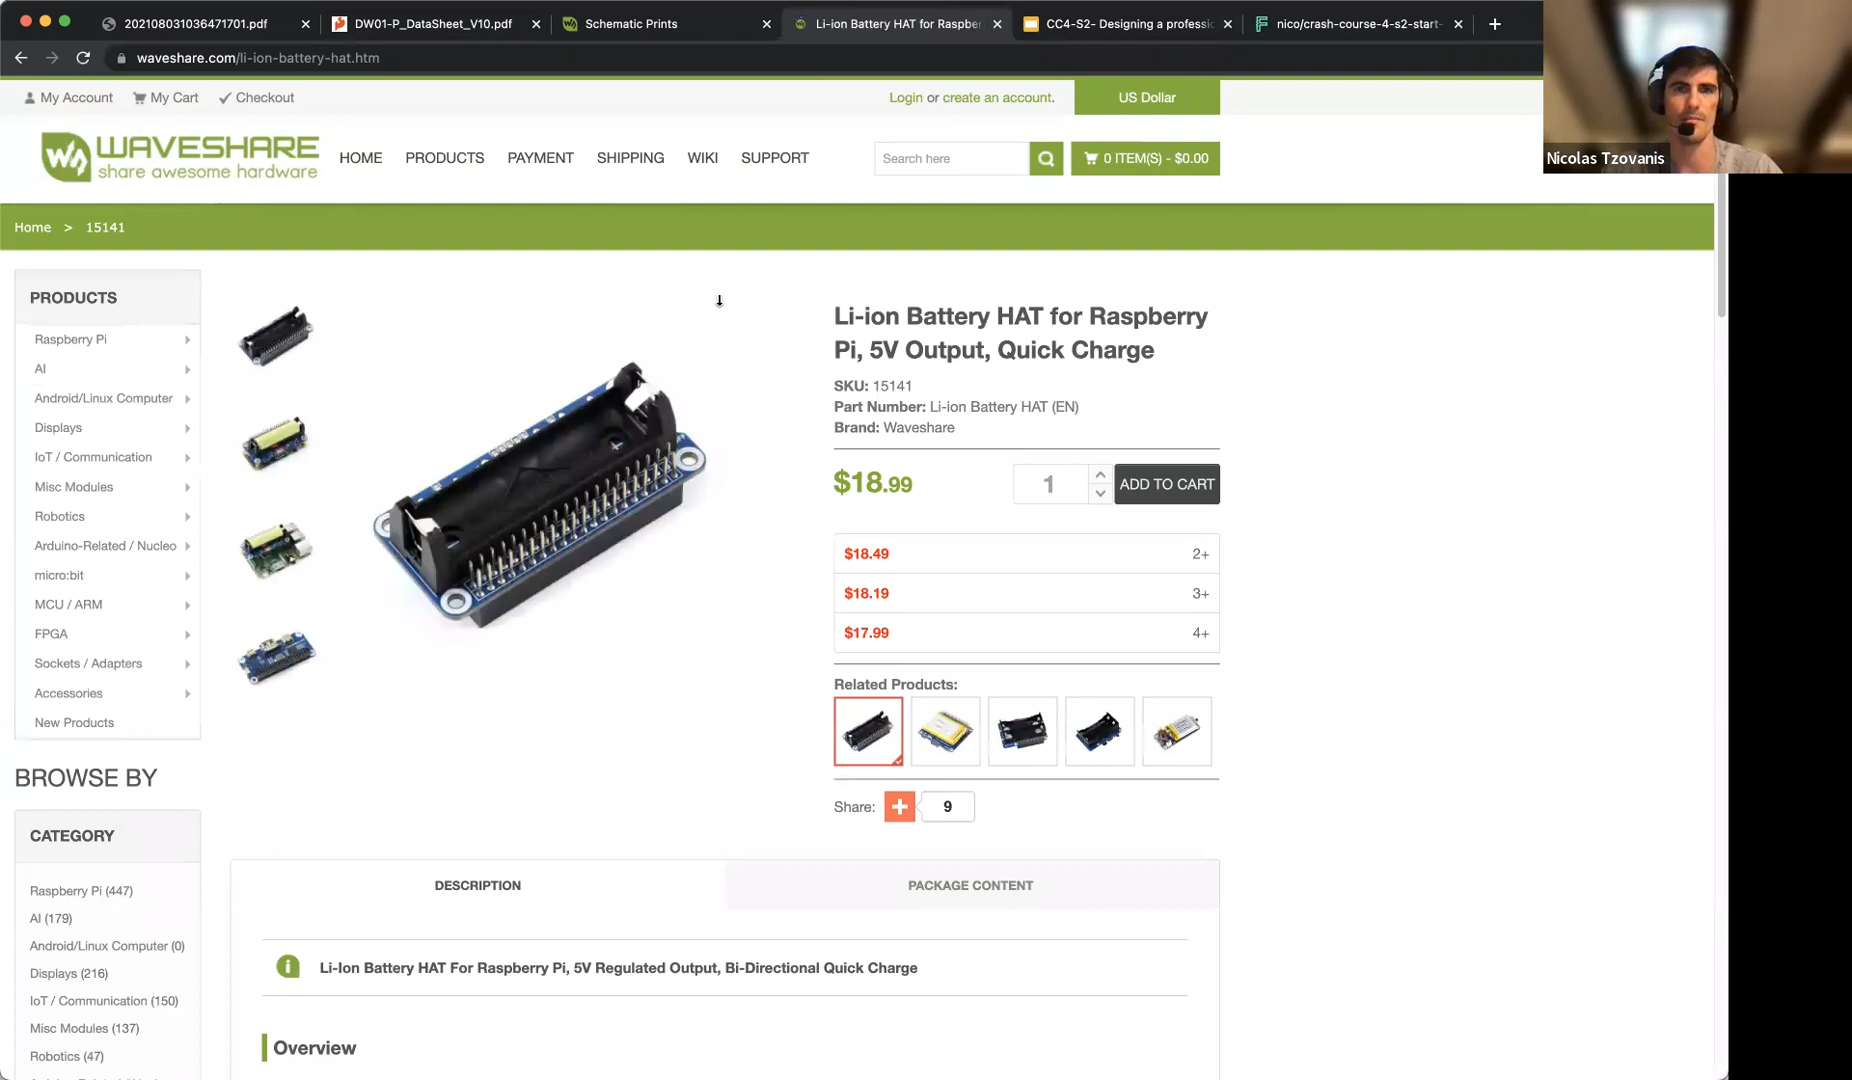 202108031036471701.pdf
DW01-P_DataSheet_V10.pdf
Schematic Prints
Li-ion Battery HAT for Raspber
CC4-S2- Designing a professi
nico/crash-course-4-s2-start-
waveshare.com/li-ion-battery-hat.htm
Nicolas Tzovanis
My Account
My Cart
Checkout
Login or create an account.
US Dollar
WAVESHARE
share awesome hardware
HOME
PRODUCTS
PAYMENT
SHIPPING
WIKI
SUPPORT
Search here
0 ITEM(S) - $0.00
Home > 15141
PRODUCTS
Raspberry Pi
AI
Android/Linux Computer
Displays
IoT / Communication
Misc Modules
Robotics
Arduino-Related / Nucleo
micro:bit
MCU / ARM
FPGA
Sockets / Adapters
Accessories
New Products
BROWSE BY
CATEGORY
Raspberry Pi (447)
AI (179)
Android/Linux Computer (0)
Displays (216)
IoT / Communication (150)
Misc Modules (137)
Robotics (47)
Li-ion Battery HAT for Raspberry
Pi, 5V Output, Quick Charge
SKU: 15141
Part Number: Li-ion Battery HAT (EN)
Brand: Waveshare
$18.99
1
ADD TO CART
$18.49 2+
$18.19 3+
$17.99 4+
Related Products:
Share:
9
DESCRIPTION
PACKAGE CONTENT
Li-Ion Battery HAT For Raspberry Pi, 5V Regulated Output, Bi-Directional Quick Charge
Overview